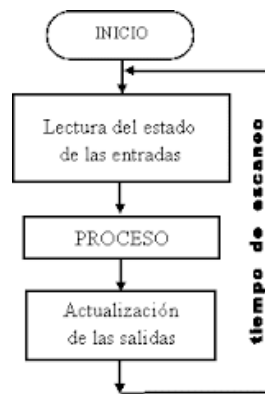 INICIO
Lectura del estado
de las entradas
PROCESO
Actualización
de las salidas
tiempo de escaneo